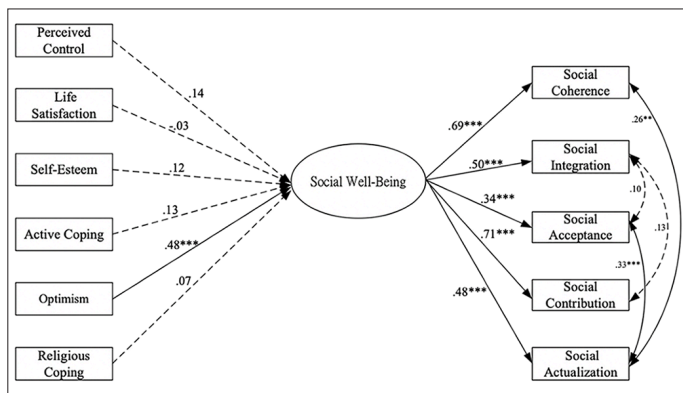 Perceived
Control
Life
Satisfaction
Self-Esteem
Active Coping
Optimism
Religious
Coping
.14
-.03
.12
.13
.48***
.07
Social Well-Being
.69***
.50***
.34***
.71***
.48***
Social
Coherence
Social
Integration
Social
Acceptance
Social
Contribution
Social
Actualization
.26**
.10
.13
.33***